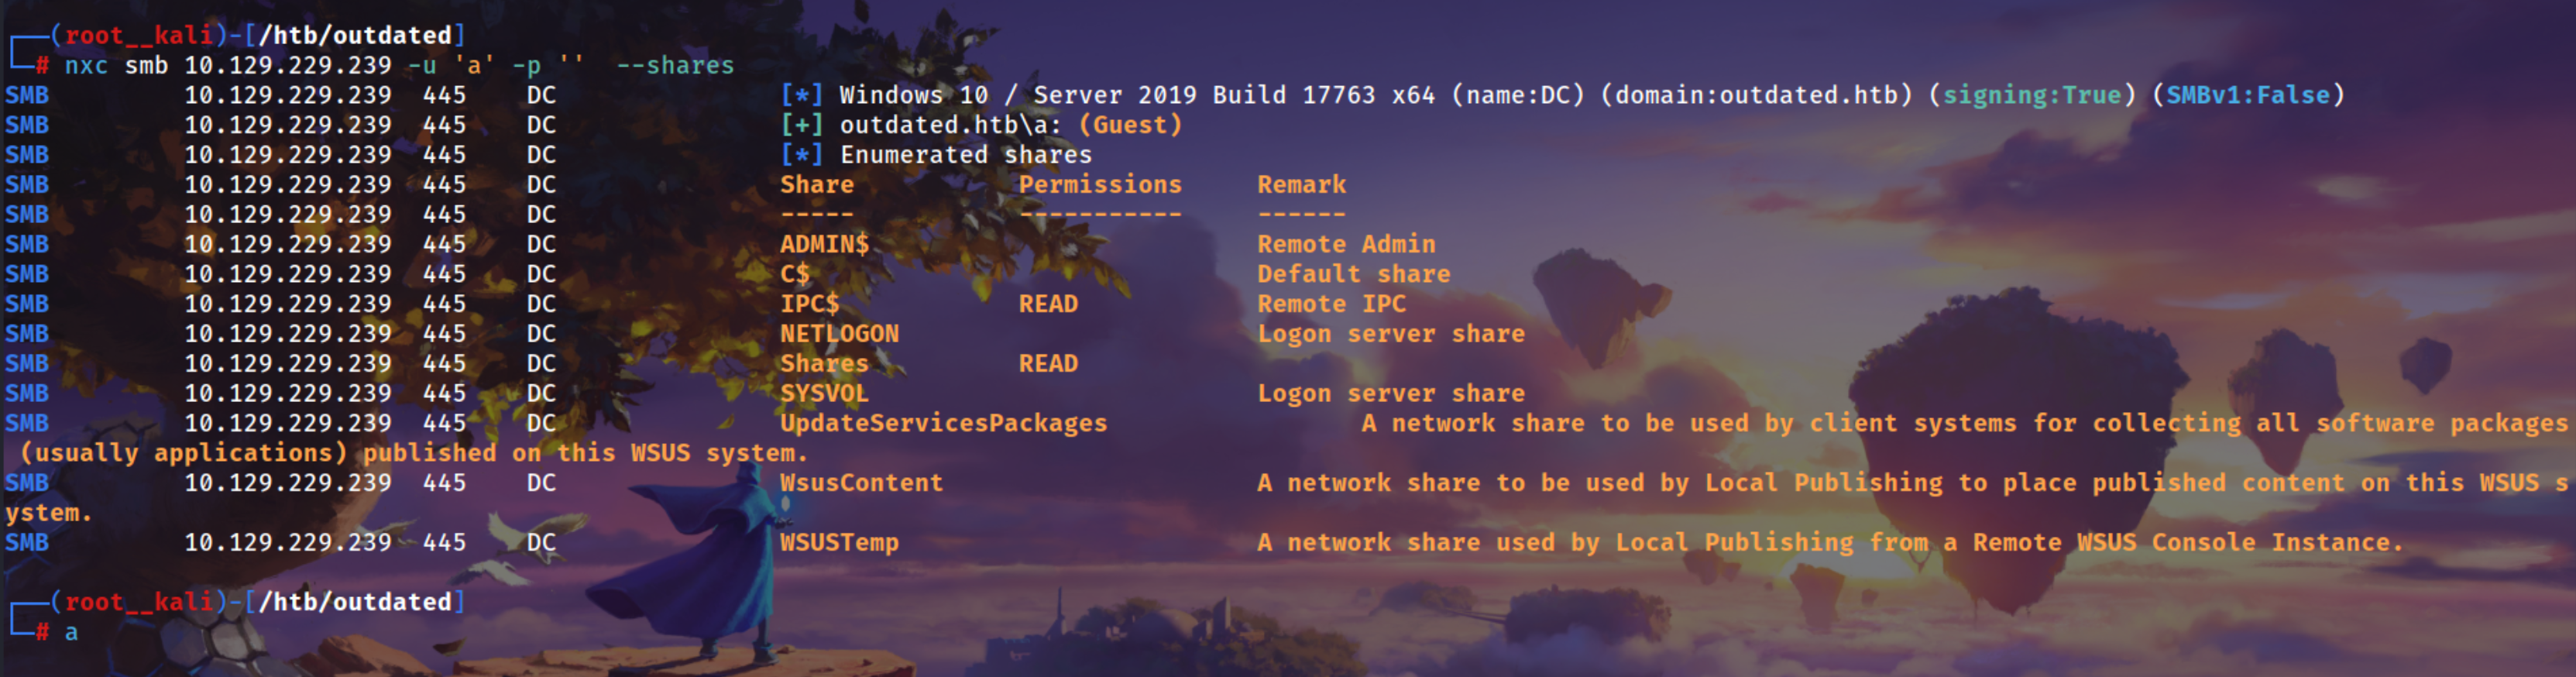 ┌──(root__kali)-[/htb/outdated]
└─# nxc smb 10.129.229.239 -u 'a' -p ''  --shares
SMB         10.129.229.239  445    DC               [*] Windows 10 / Server 2019 Build 17763 x64 (name:DC) (domain:outdated.htb) (signing:True) (SMBv1:False)
SMB         10.129.229.239  445    DC               [+] outdated.htb\a: (Guest)
SMB         10.129.229.239  445    DC               [*] Enumerated shares
SMB         10.129.229.239  445    DC               Share           Permissions     Remark
SMB         10.129.229.239  445    DC               -----           -----------     ------
SMB         10.129.229.239  445    DC               ADMIN$                          Remote Admin
SMB         10.129.229.239  445    DC               C$                              Default share
SMB         10.129.229.239  445    DC               IPC$            READ            Remote IPC
SMB         10.129.229.239  445    DC               NETLOGON                        Logon server share
SMB         10.129.229.239  445    DC               Shares          READ
SMB         10.129.229.239  445    DC               SYSVOL                          Logon server share
SMB         10.129.229.239  445    DC               UpdateServicesPackages                 A network share to be used by client systems for collecting all software packages
 (usually applications) published on this WSUS system.
SMB         10.129.229.239  445    DC               WsusContent                     A network share to be used by Local Publishing to place published content on this WSUS s
ystem.
SMB         10.129.229.239  445    DC               WSUSTemp                        A network share used by Local Publishing from a Remote WSUS Console Instance.
┌──(root__kali)-[/htb/outdated]
└─# a